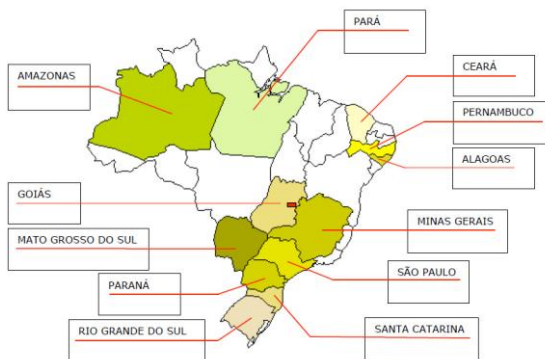 PARÁ
CEARÁ
AMAZONAS
PERNAMBUCO
ALAGOAS
GOIÁS
MINAS GERAIS
MATO GROSSO DO SUL
SÃO PAULO
PARANÁ
RIO GRANDE DO SUL
SANTA CATARINA